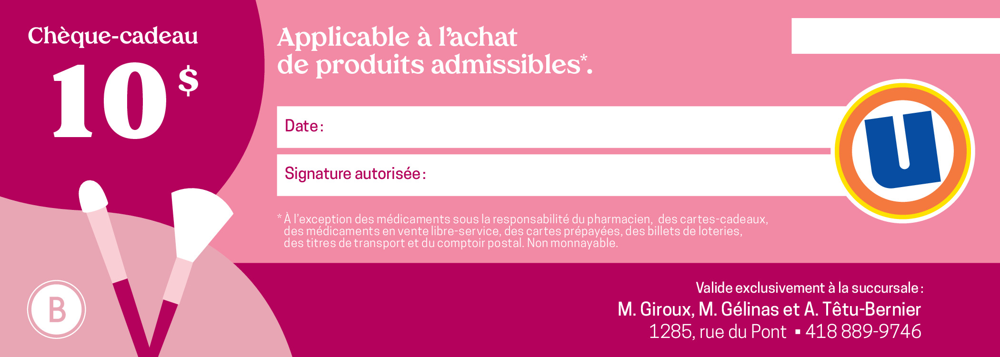 Chèque-cadeau
10 $
Applicable à l’achat
de produits admissibles*.
Date :
Signature autorisée :
* À l’exception des médicaments sous la responsabilité du pharmacien, des cartes-cadeaux,
des médicaments en vente libre-service, des cartes prépayées, des billets de loteries,
des titres de transport et du comptoir postal. Non monnayable.
U
B
Valide exclusivement à la succursale :
M. Giroux, M. Gélinas et A. Têtu-Bernier
1285, rue du Pont ▪ 418 889-9746